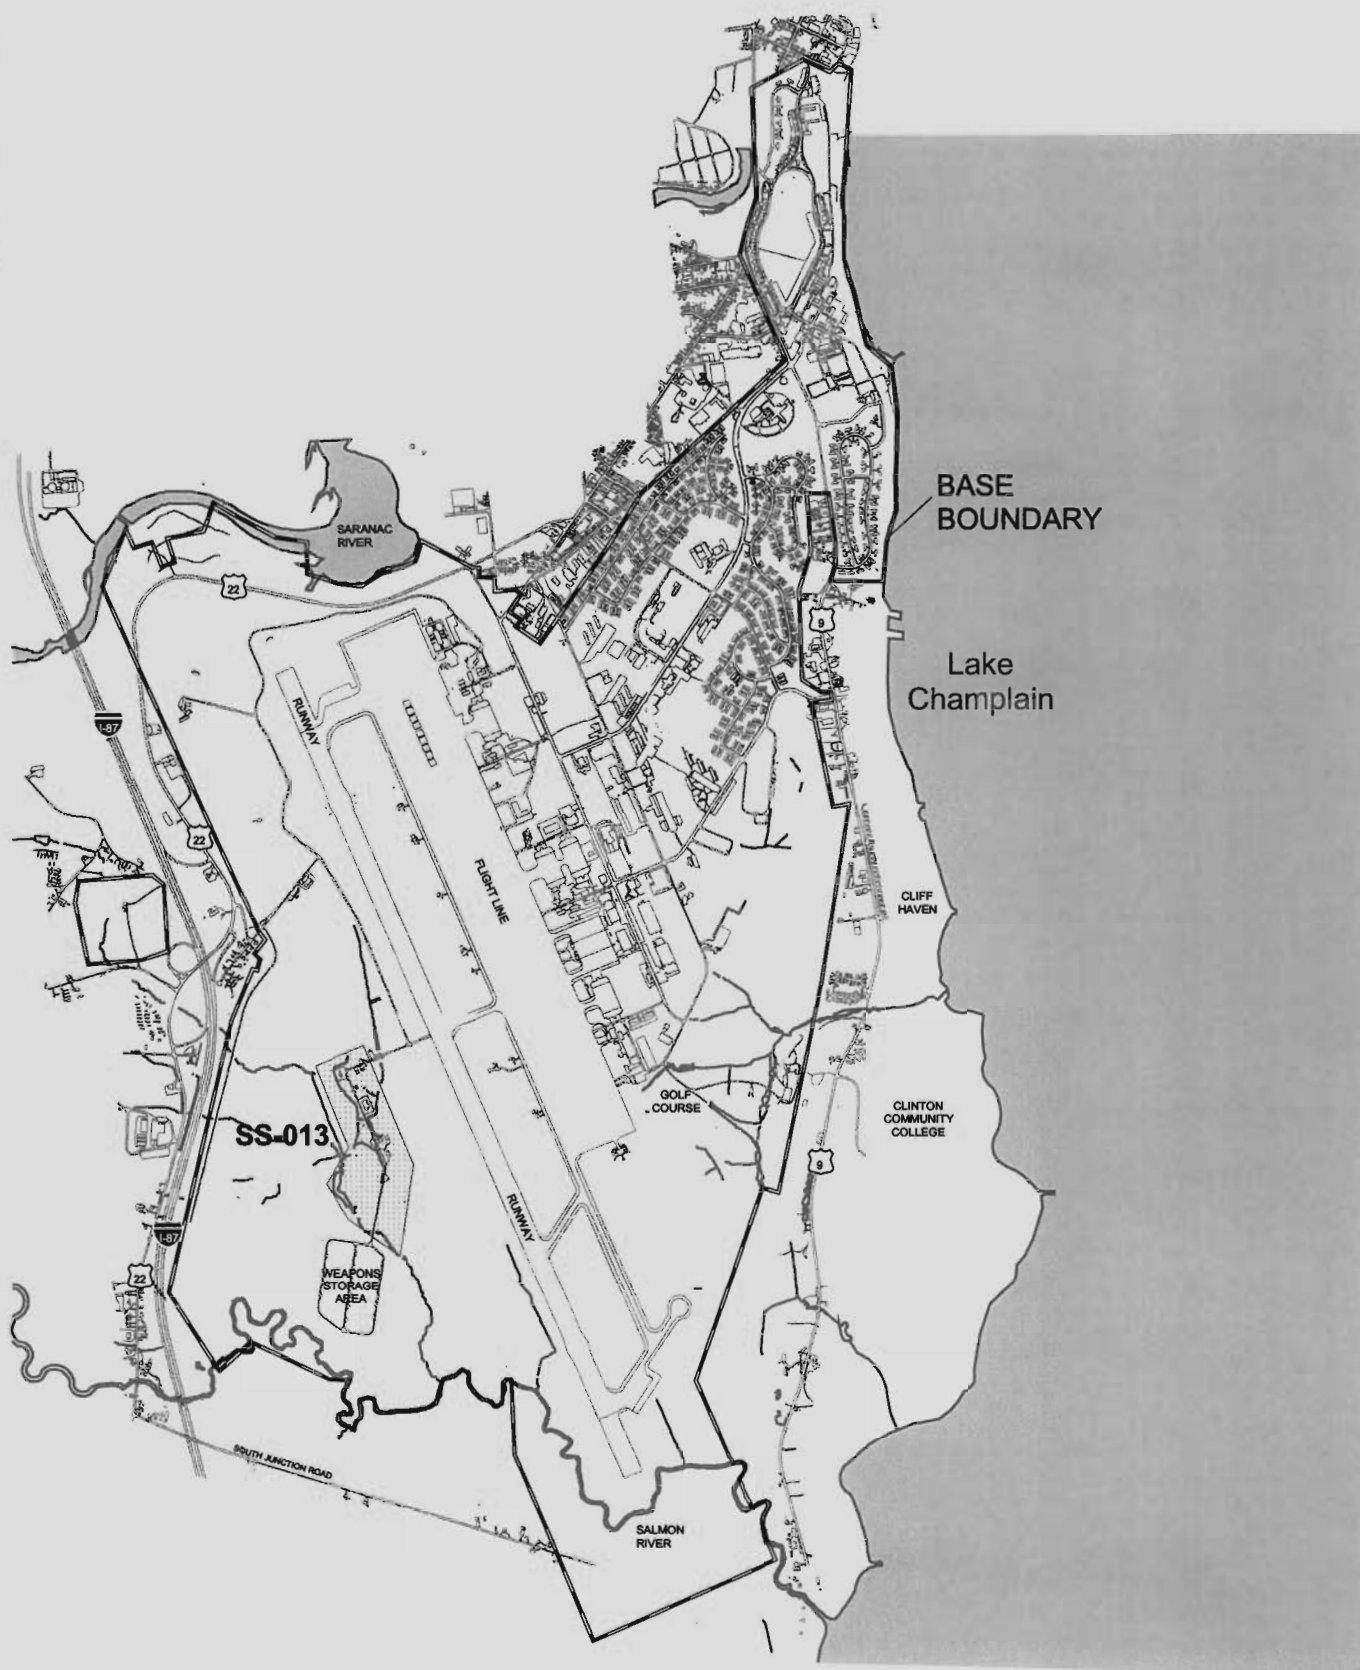 BASE
BOUNDARY
SARANAC
RIVER
22
9
Lake
Champlain
RUNWAY
I-87
22
FLIGHT LINE
CLIFF
HAVEN
GOLF
COURSE
CLINTON
COMMUNITY
COLLEGE
SS-013
9
RUNWAY
I-87
22
WEAPONS
STORAGE
AREA
SOUTH JUNCTION ROAD
SALMON
RIVER